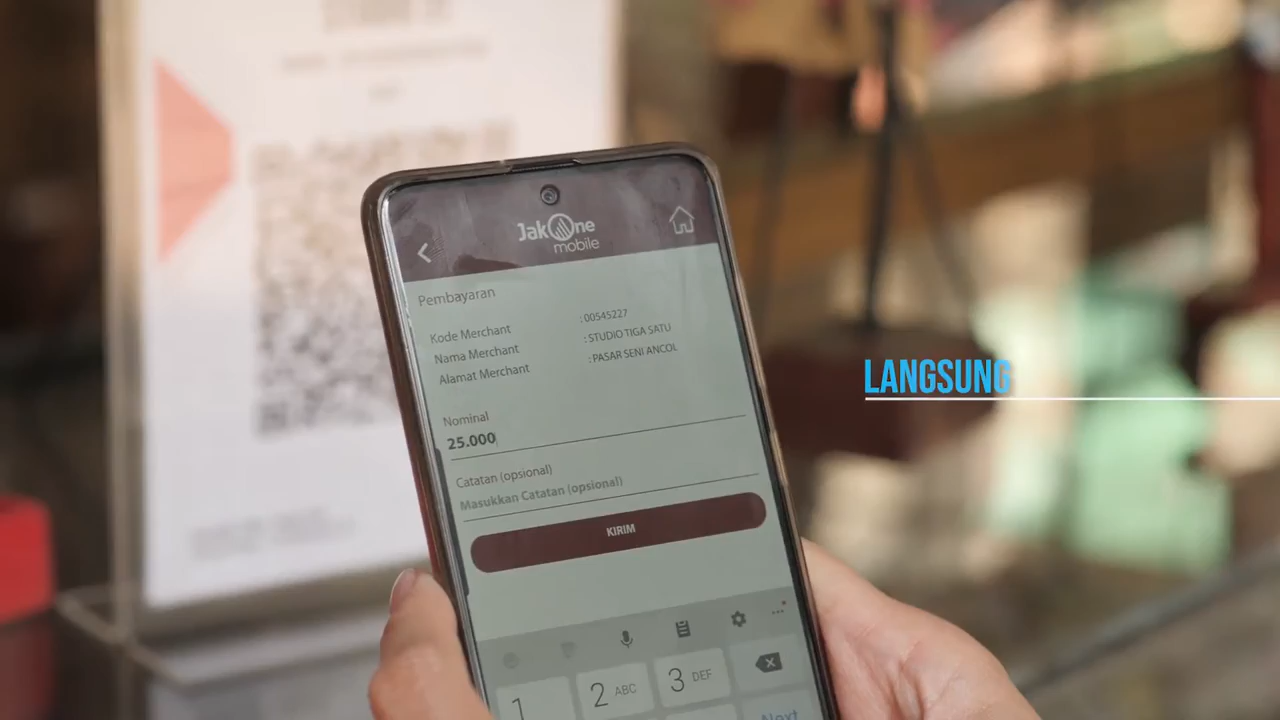 JakOne
mobile
Pembayaran
Kode Merchant : 00545227
Nama Merchant : STUDIO TIGA SATU
Alamat Merchant : PASAR SENI ANCOL
Nominal
25.000
Catatan (opsional)
Masukkan Catatan (opsional)
KIRIM
1 2 ABC 3 DEF
Next
LANGSUNG